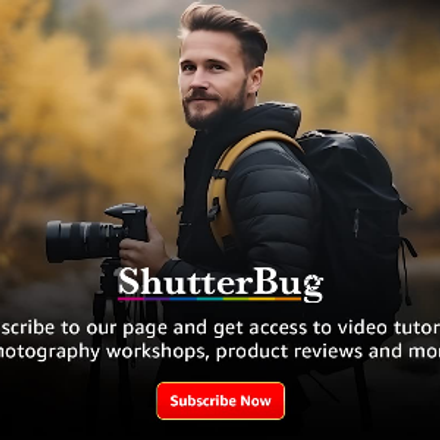 ShutterBug
scribe to our page and get access to video tutor
hotography workshops, product reviews and mor
Subscribe Now